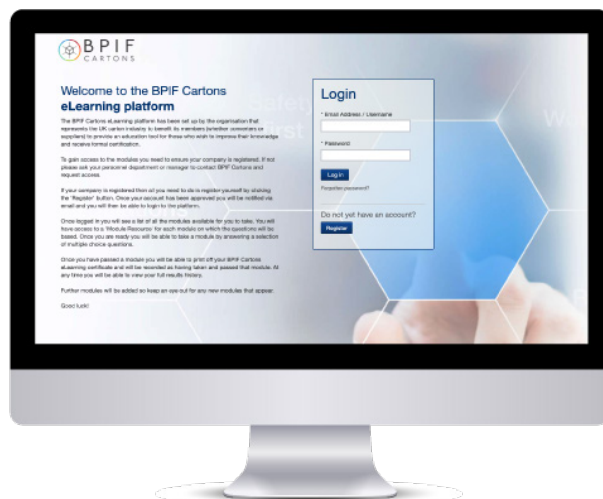 BPIF
CARTONS
Welcome to the BPIF Cartons
eLearning platform
The BPIF Cartons eLearning platform has been set up by the organisation that
represents the UK carton industry to benefit its members (whether converters or
suppliers) to provide an education tool for those who wish to improve their knowledge
and receive formal certification.
To gain access to the modules you need to ensure your company is registered. If not
please ask your personnel department or manager to contact BPIF Cartons and
request access.
If your company is registered then all you need to do is register yourself by clicking
the 'Register' button. Once your account has been approved you will be notified via
email and you will then be able to login to the platform.
Once logged in you will see a list of all the modules available for you to take. You will
have access to a 'Module Resource' for each module on which the questions will be
based. Once you are ready you will be able to take a module by answering a selection
of multiple choice questions.
Once you have passed a module you will be able to print off your BPIF Cartons
eLearning certificate and will be recorded as having taken and passed that module. At
any time you will be able to view your full results history.
Further modules will be added so keep an eye out for any new modules that appear.
Good luck!
Safety
First
Login
* Email Address / Username
* Password
Log In
Forgotten password?
Do not yet have an account?
Register